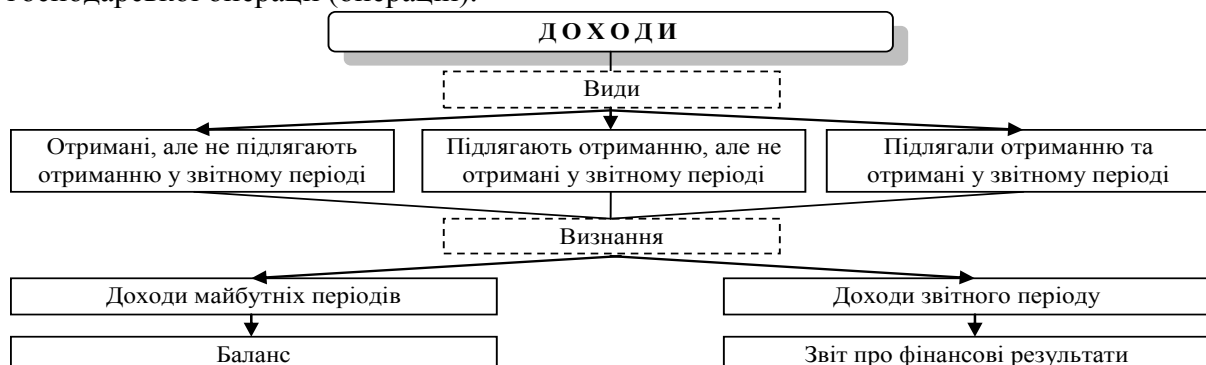 господарської операції (операцій).
ДОХОДИ
Види
Отримані, але не підлягають
отриманню у звітному періоді
Підлягають отриманню, але не
отримані у звітному періоді
Підлягали отриманню та
отримані у звітному періоді
Визнання
Доходи майбутніх періодів
Доходи звітного періоду
Баланс
Звіт про фінансові результати